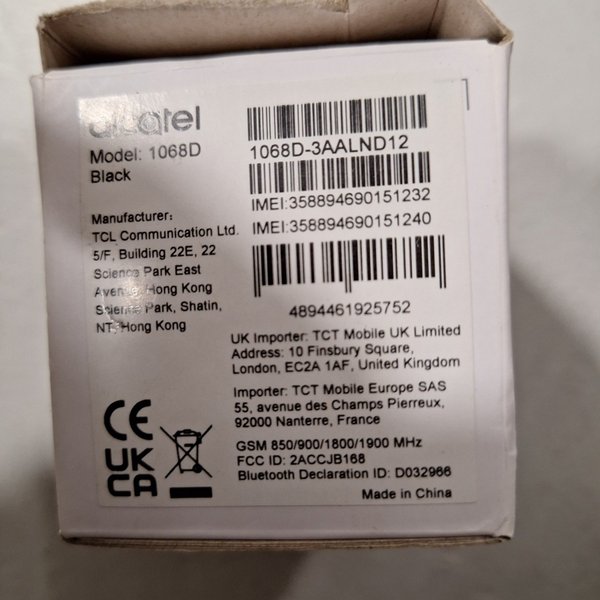 alcatel
Model: 1068D
Black
Manufacturer:
TCL Communication Ltd.
5/F, Building 22E, 22
Science Park East
Avenue, Hong Kong
Science Park, Shatin,
NT, Hong Kong
1068D-3AALND12
IMEI:358894690151232
IMEI:358894690151240
4894461925752
UK Importer: TCT Mobile UK Limited
Address: 10 Finsbury Square,
London, EC2A 1AF, United Kingdom
Importer: TCT Mobile Europe SAS
55, avenue des Champs Pierreux,
92000 Nanterre, France
GSM 850/900/1800/1900 MHz
FCC ID: 2ACCJB168
Bluetooth Declaration ID: D032966
Made in China
CE
UK
CA